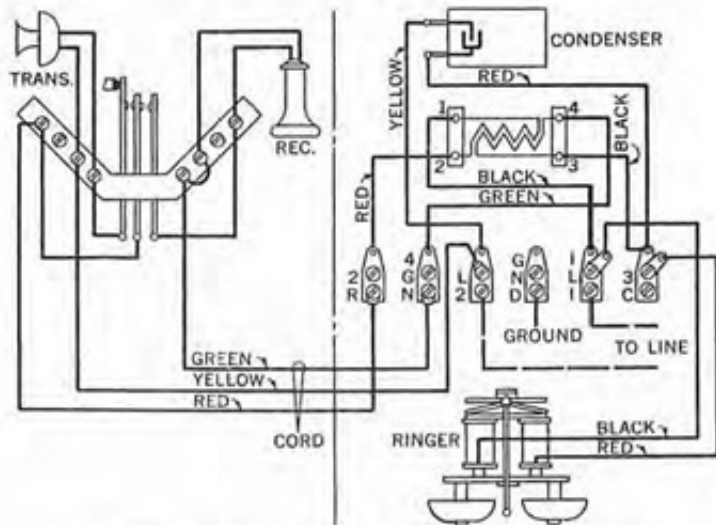 TRANS.
REC.
CONDENSER
YELLOW
RED
BLACK
1
4
2
3
BLACK
GREEN
RED
2 R
4 G N
L 2
G N D
1 L 1
3 C
GROUND
TO LINE
GREEN
YELLOW
RED
CORD
RINGER
BLACK
RED